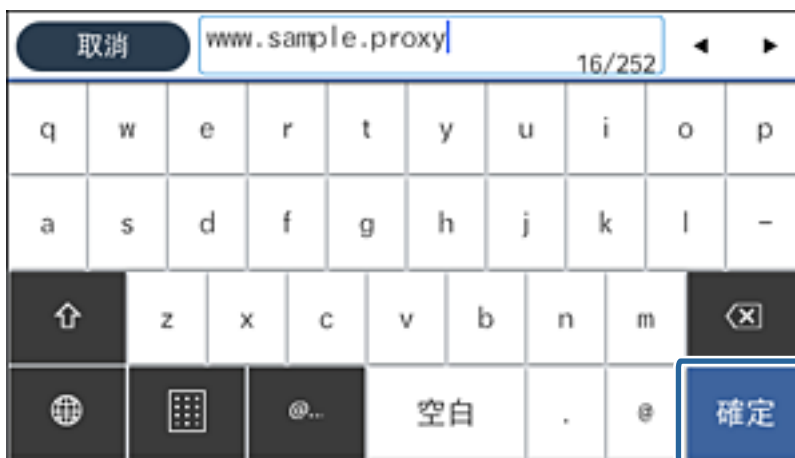 取消 www.sample.proxy 16/252
q w e r t y u i o p
a s d f g h j k l -
z x c v b n m
@... 空白 . @ 確定